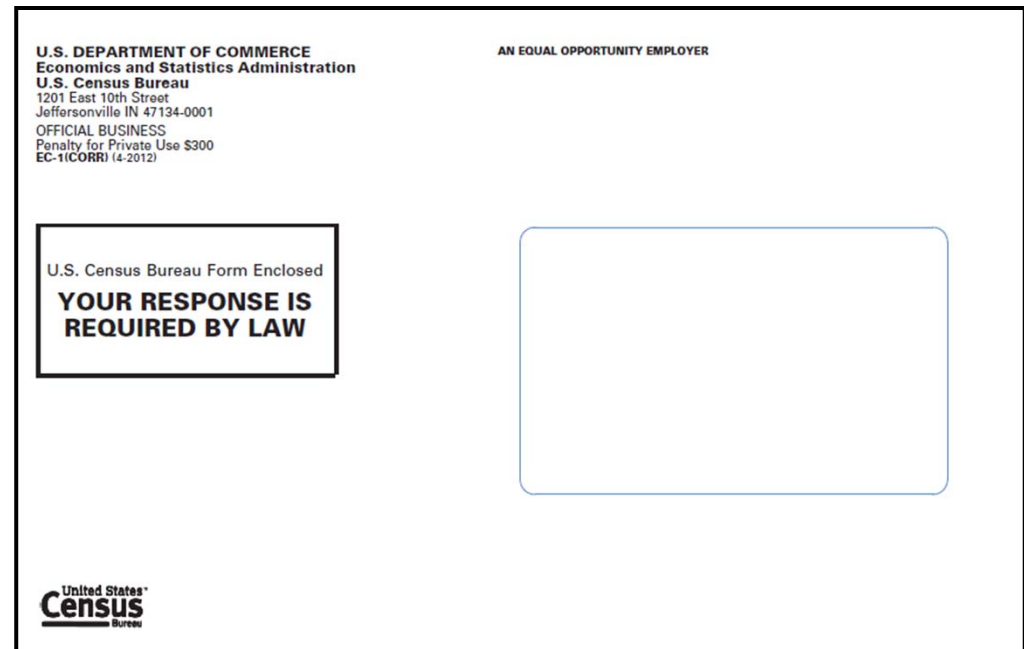 U.S. DEPARTMENT OF COMMERCE
Economics and Statistics Administration
U.S. Census Bureau
1201 East 10th Street
Jeffersonville IN 47134-0001
OFFICIAL BUSINESS
Penalty for Private Use $300
EC-1(CORR) (4-2012)
AN EQUAL OPPORTUNITY EMPLOYER
U.S. Census Bureau Form Enclosed
YOUR RESPONSE IS
REQUIRED BY LAW
United States™
Census
Bureau